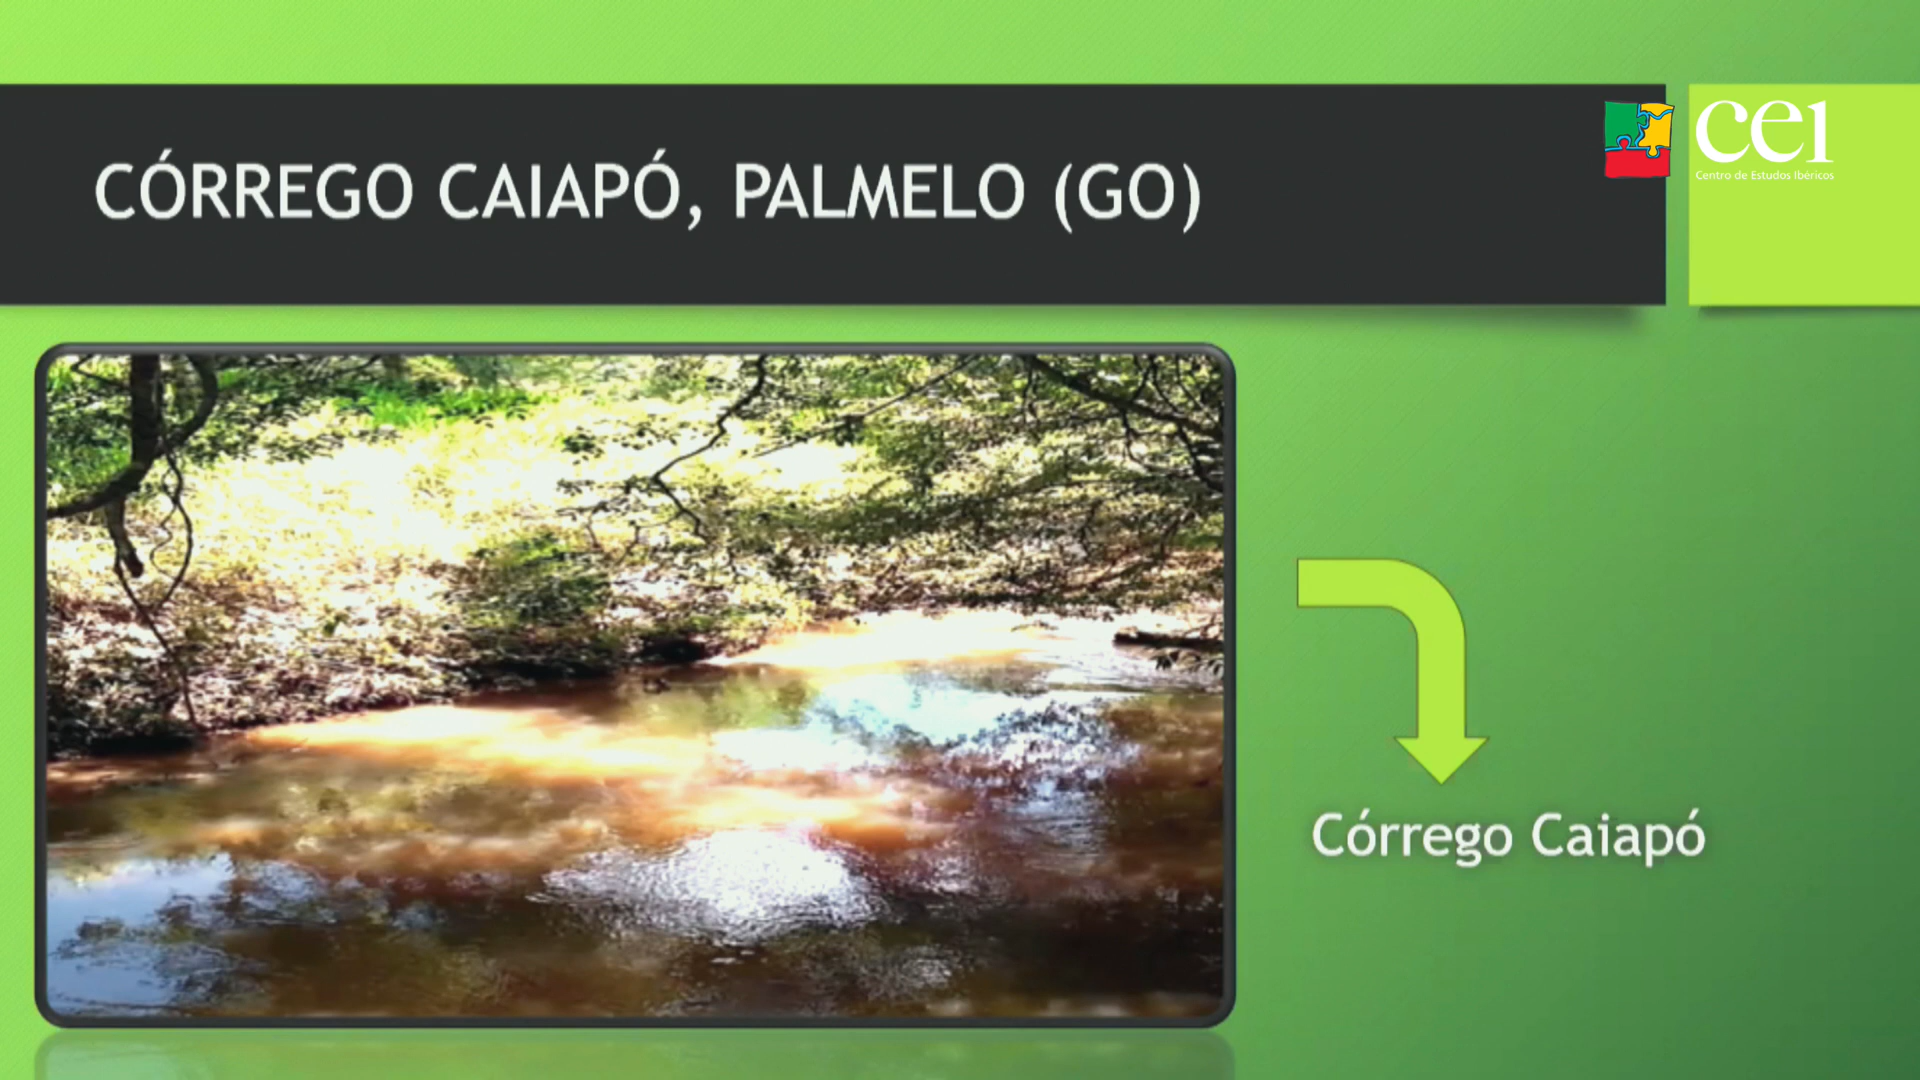 CÓRREGO CAIAPÓ, PALMELO (GO)
cei
Centro de Estudos Ibéricos
Córrego Caiapó